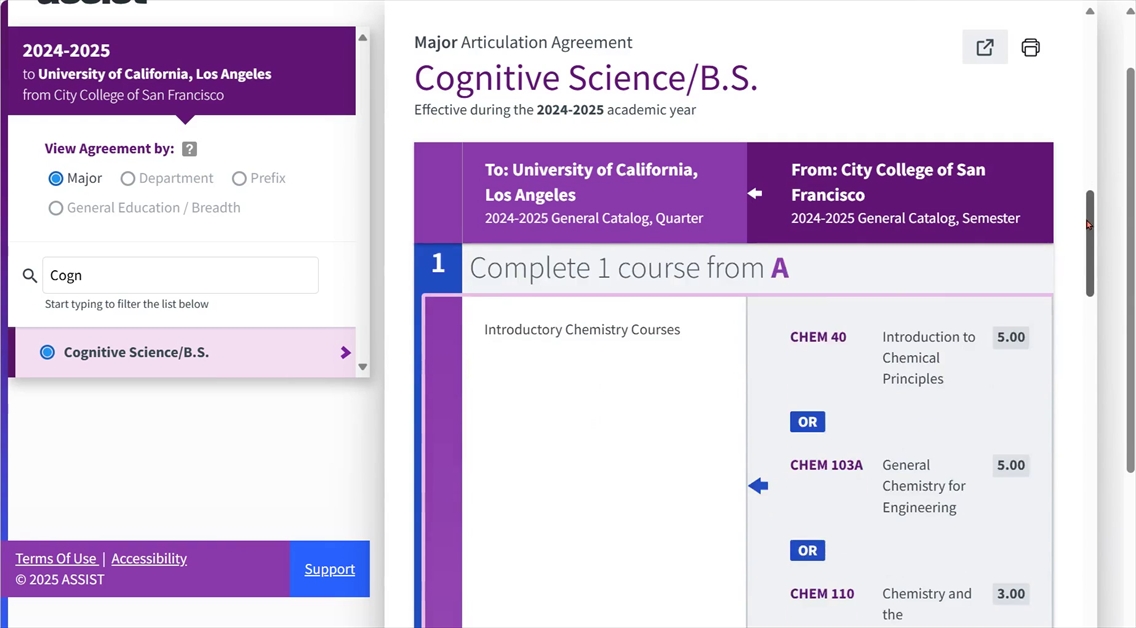 assist
2024-2025
to University of California, Los Angeles
from City College of San Francisco
View Agreement by: ?
Major Department Prefix
General Education / Breadth
Cogn
Start typing to filter the list below
Cognitive Science/B.S.
Terms Of Use | Accessibility
© 2025 ASSIST
Support
Major Articulation Agreement
Cognitive Science/B.S.
Effective during the 2024-2025 academic year
To: University of California,
Los Angeles
2024-2025 General Catalog, Quarter
From: City College of San
Francisco
2024-2025 General Catalog, Semester
1 Complete 1 course from A
Introductory Chemistry Courses
CHEM 40 Introduction to 5.00
Chemical
Principles
OR
CHEM 103A General 5.00
Chemistry for
Engineering
OR
CHEM 110 Chemistry and 3.00
the